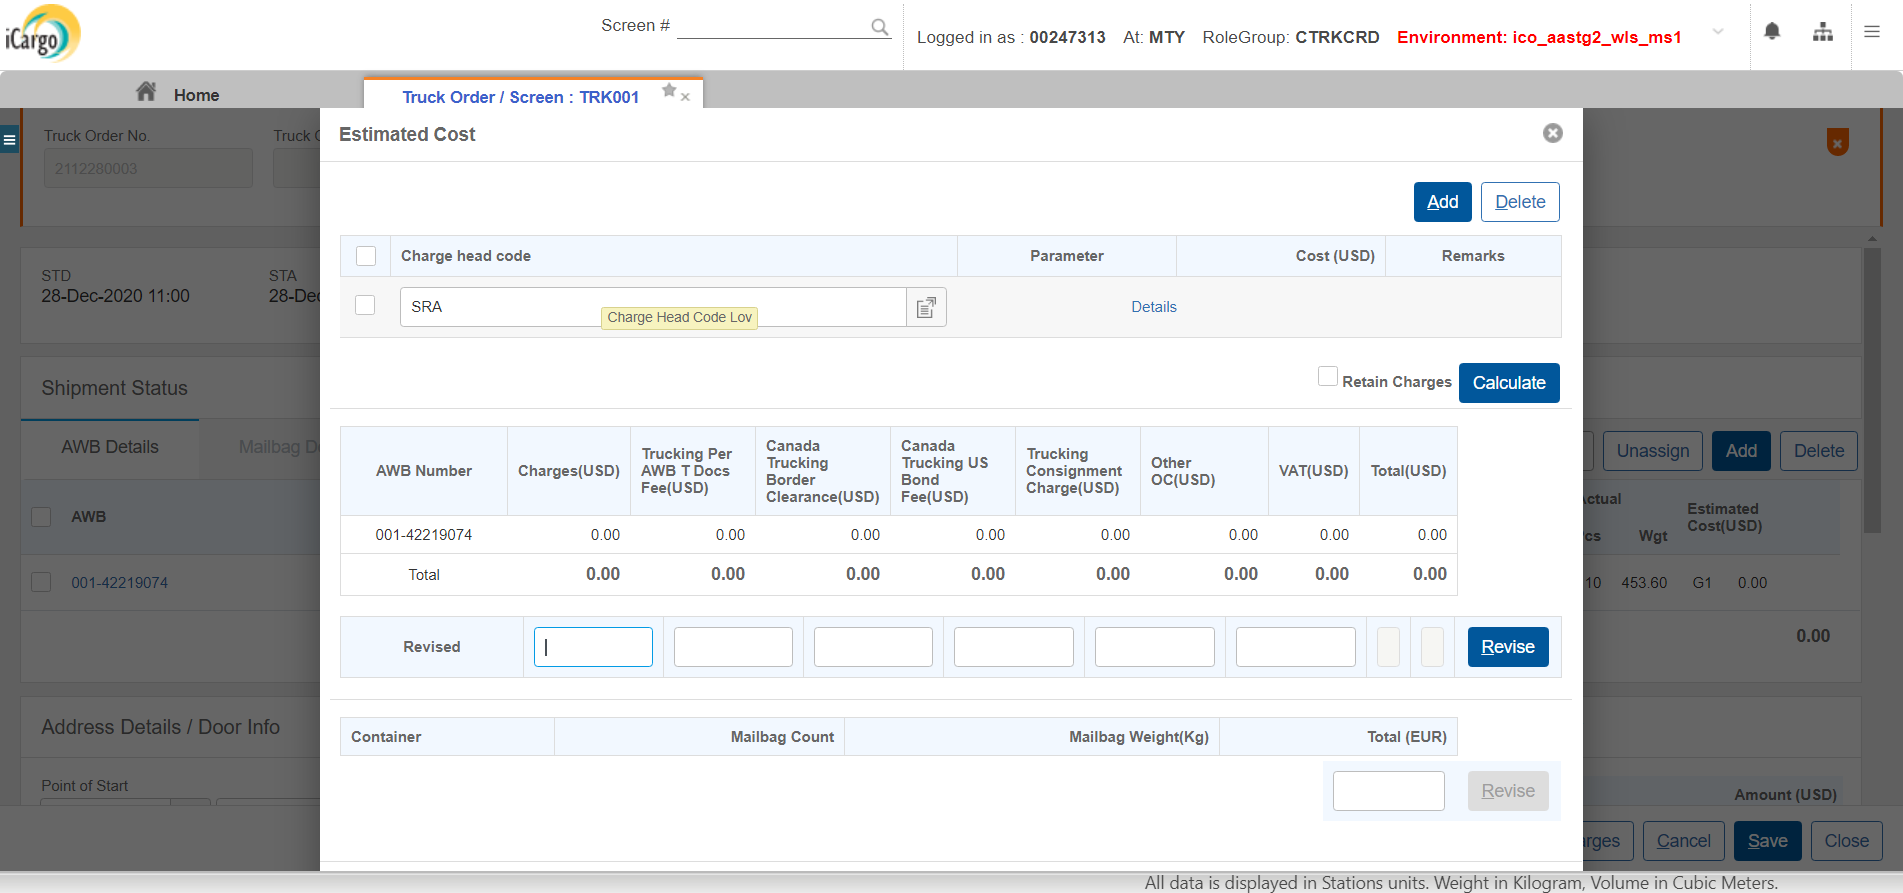 iCargo
Screen #
Logged in as : 00247313 At: MTY RoleGroup: CTRKCRD Environment: ico_aastg2_wls_ms1
Home
Truck Order / Screen : TRK001
Truck Order No.
Truck O
2112280003
Estimated Cost
Add
Delete
Charge head code
Parameter
Cost (USD)
Remarks
SRA
Charge Head Code Lov
Details
STD
28-Dec-2020 11:00
STA
28-Dec
Retain Charges
Calculate
Shipment Status
AWB Details
Mailbag D
Unassign
Add
Delete
AWB
ctual
cs
Wgt
Estimated
Cost(USD)
001-42219074
10 453.60 G1 0.00
0.00
AWB Number
Charges(USD)
Trucking Per
AWB T Docs
Fee(USD)
Canada
Trucking
Border
Clearance(USD)
Canada
Trucking US
Bond
Fee(USD)
Trucking
Consignment
Charge(USD)
Other
OC(USD)
VAT(USD)
Total(USD)
001-42219074 0.00 0.00 0.00 0.00 0.00 0.00 0.00 0.00
Total 0.00 0.00 0.00 0.00 0.00 0.00 0.00 0.00
Revised
Revise
Container
Mailbag Count
Mailbag Weight(Kg)
Total (EUR)
Revise
Address Details / Door Info
Point of Start
Amount (USD)
rges
Cancel
Save
Close
All data is displayed in Stations units. Weight in Kilogram, Volume in Cubic Meters.